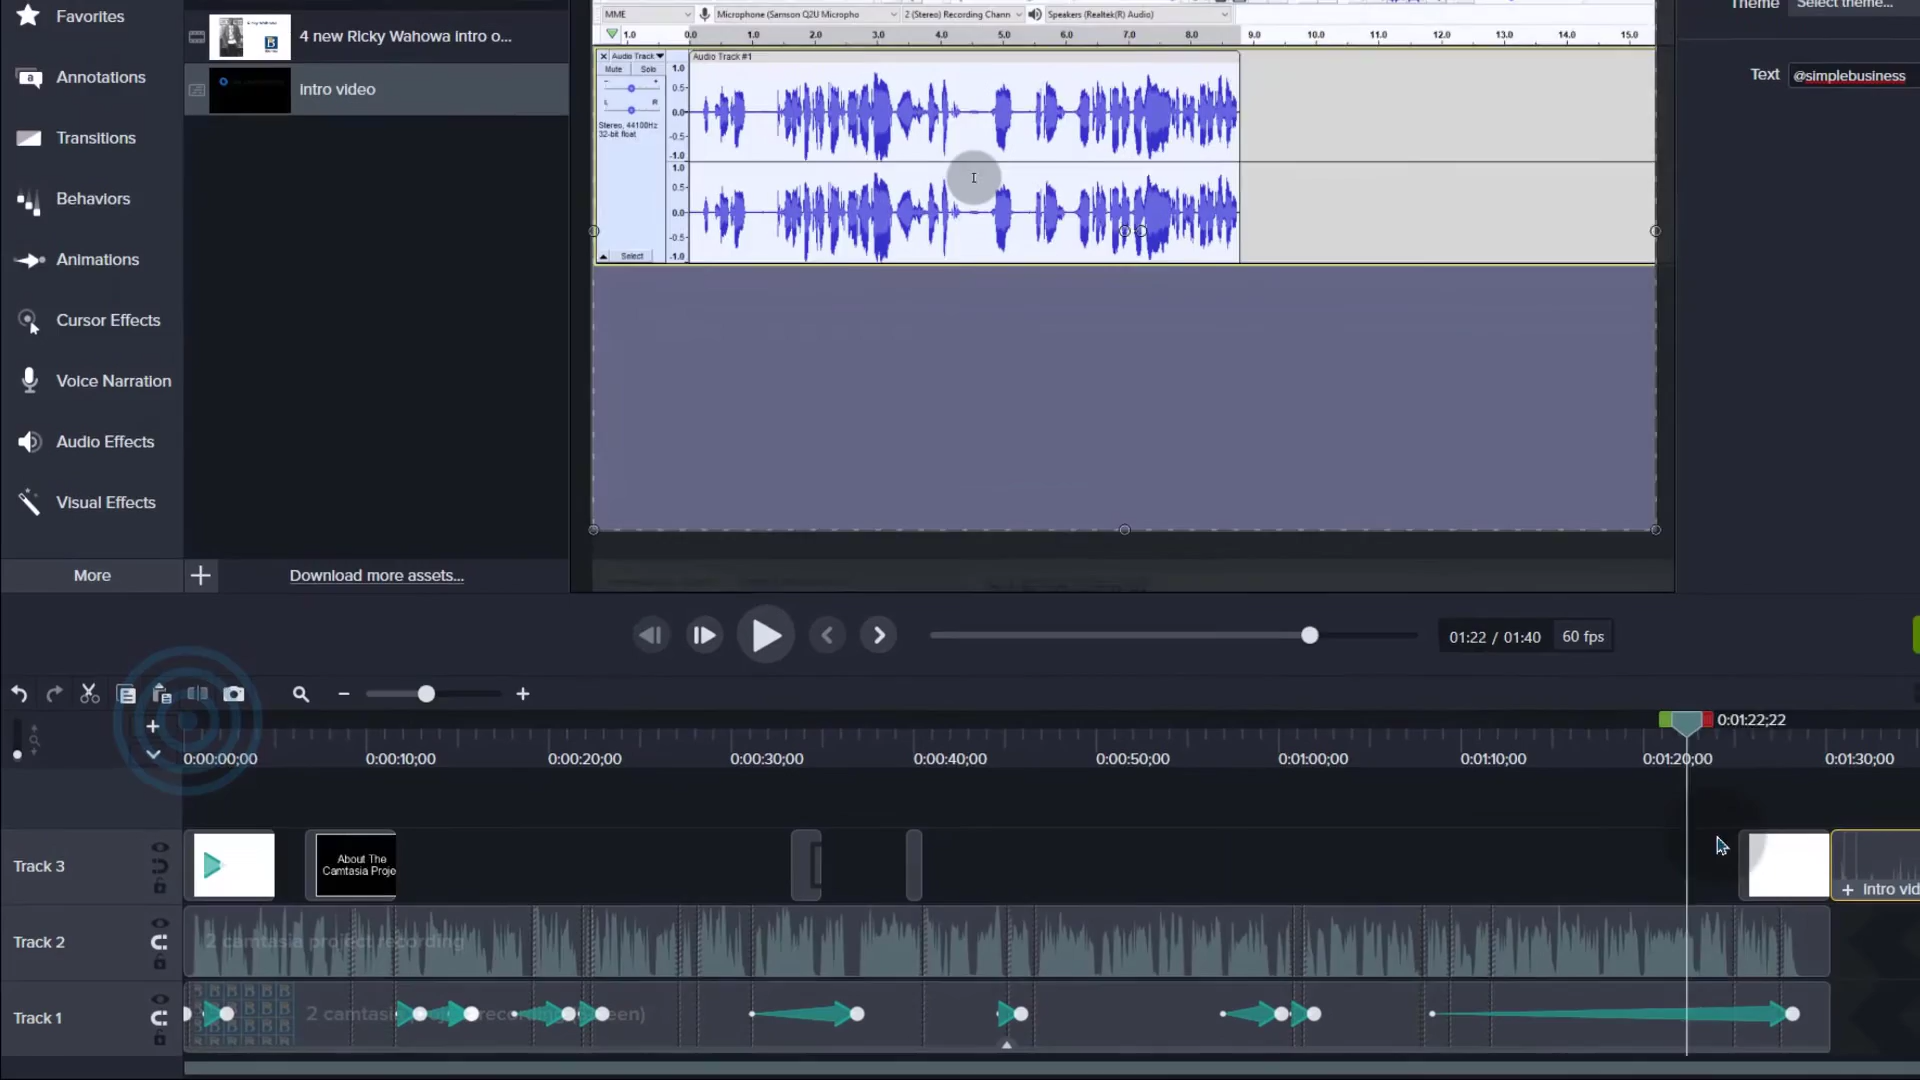 Favorites
Annotations
Transitions
Behaviors
Animations
Cursor Effects
Voice Narration
Audio Effects
Visual Effects
More
4 new Ricky Wahowa intro o...
intro video
Download more assets...
MME
Microphone (Samson Q2U Micropho
2 (Stereo) Recording Chann
Speakers (Realtek(R) Audio)
1.0 0.0 1.0 2.0 3.0 4.0 5.0 6.0 7.0 8.0 9.0 10.0 11.0 12.0 13.0 14.0 15.0
Audio Track
Audio Track #1
Mute Solo
L R
Stereo, 44100Hz
32-bit float
Select
1.0
0.5
0.0
-0.5
-1.0
1.0
0.5
0.0
-0.5
-1.0
Theme Select theme...
Text @simplebusiness
01:22 / 01:40 60 fps
0:01:22;22
0:00:00;00 0:00:10;00 0:00:20;00 0:00:30;00 0:00:40;00 0:00:50;00 0:01:00;00 0:01:10;00 0:01:20;00 0:01:30;00
Track 3
About The
Camtasia Proje
+ Intro vid
Track 2
2 camtasia project recording
Track 1